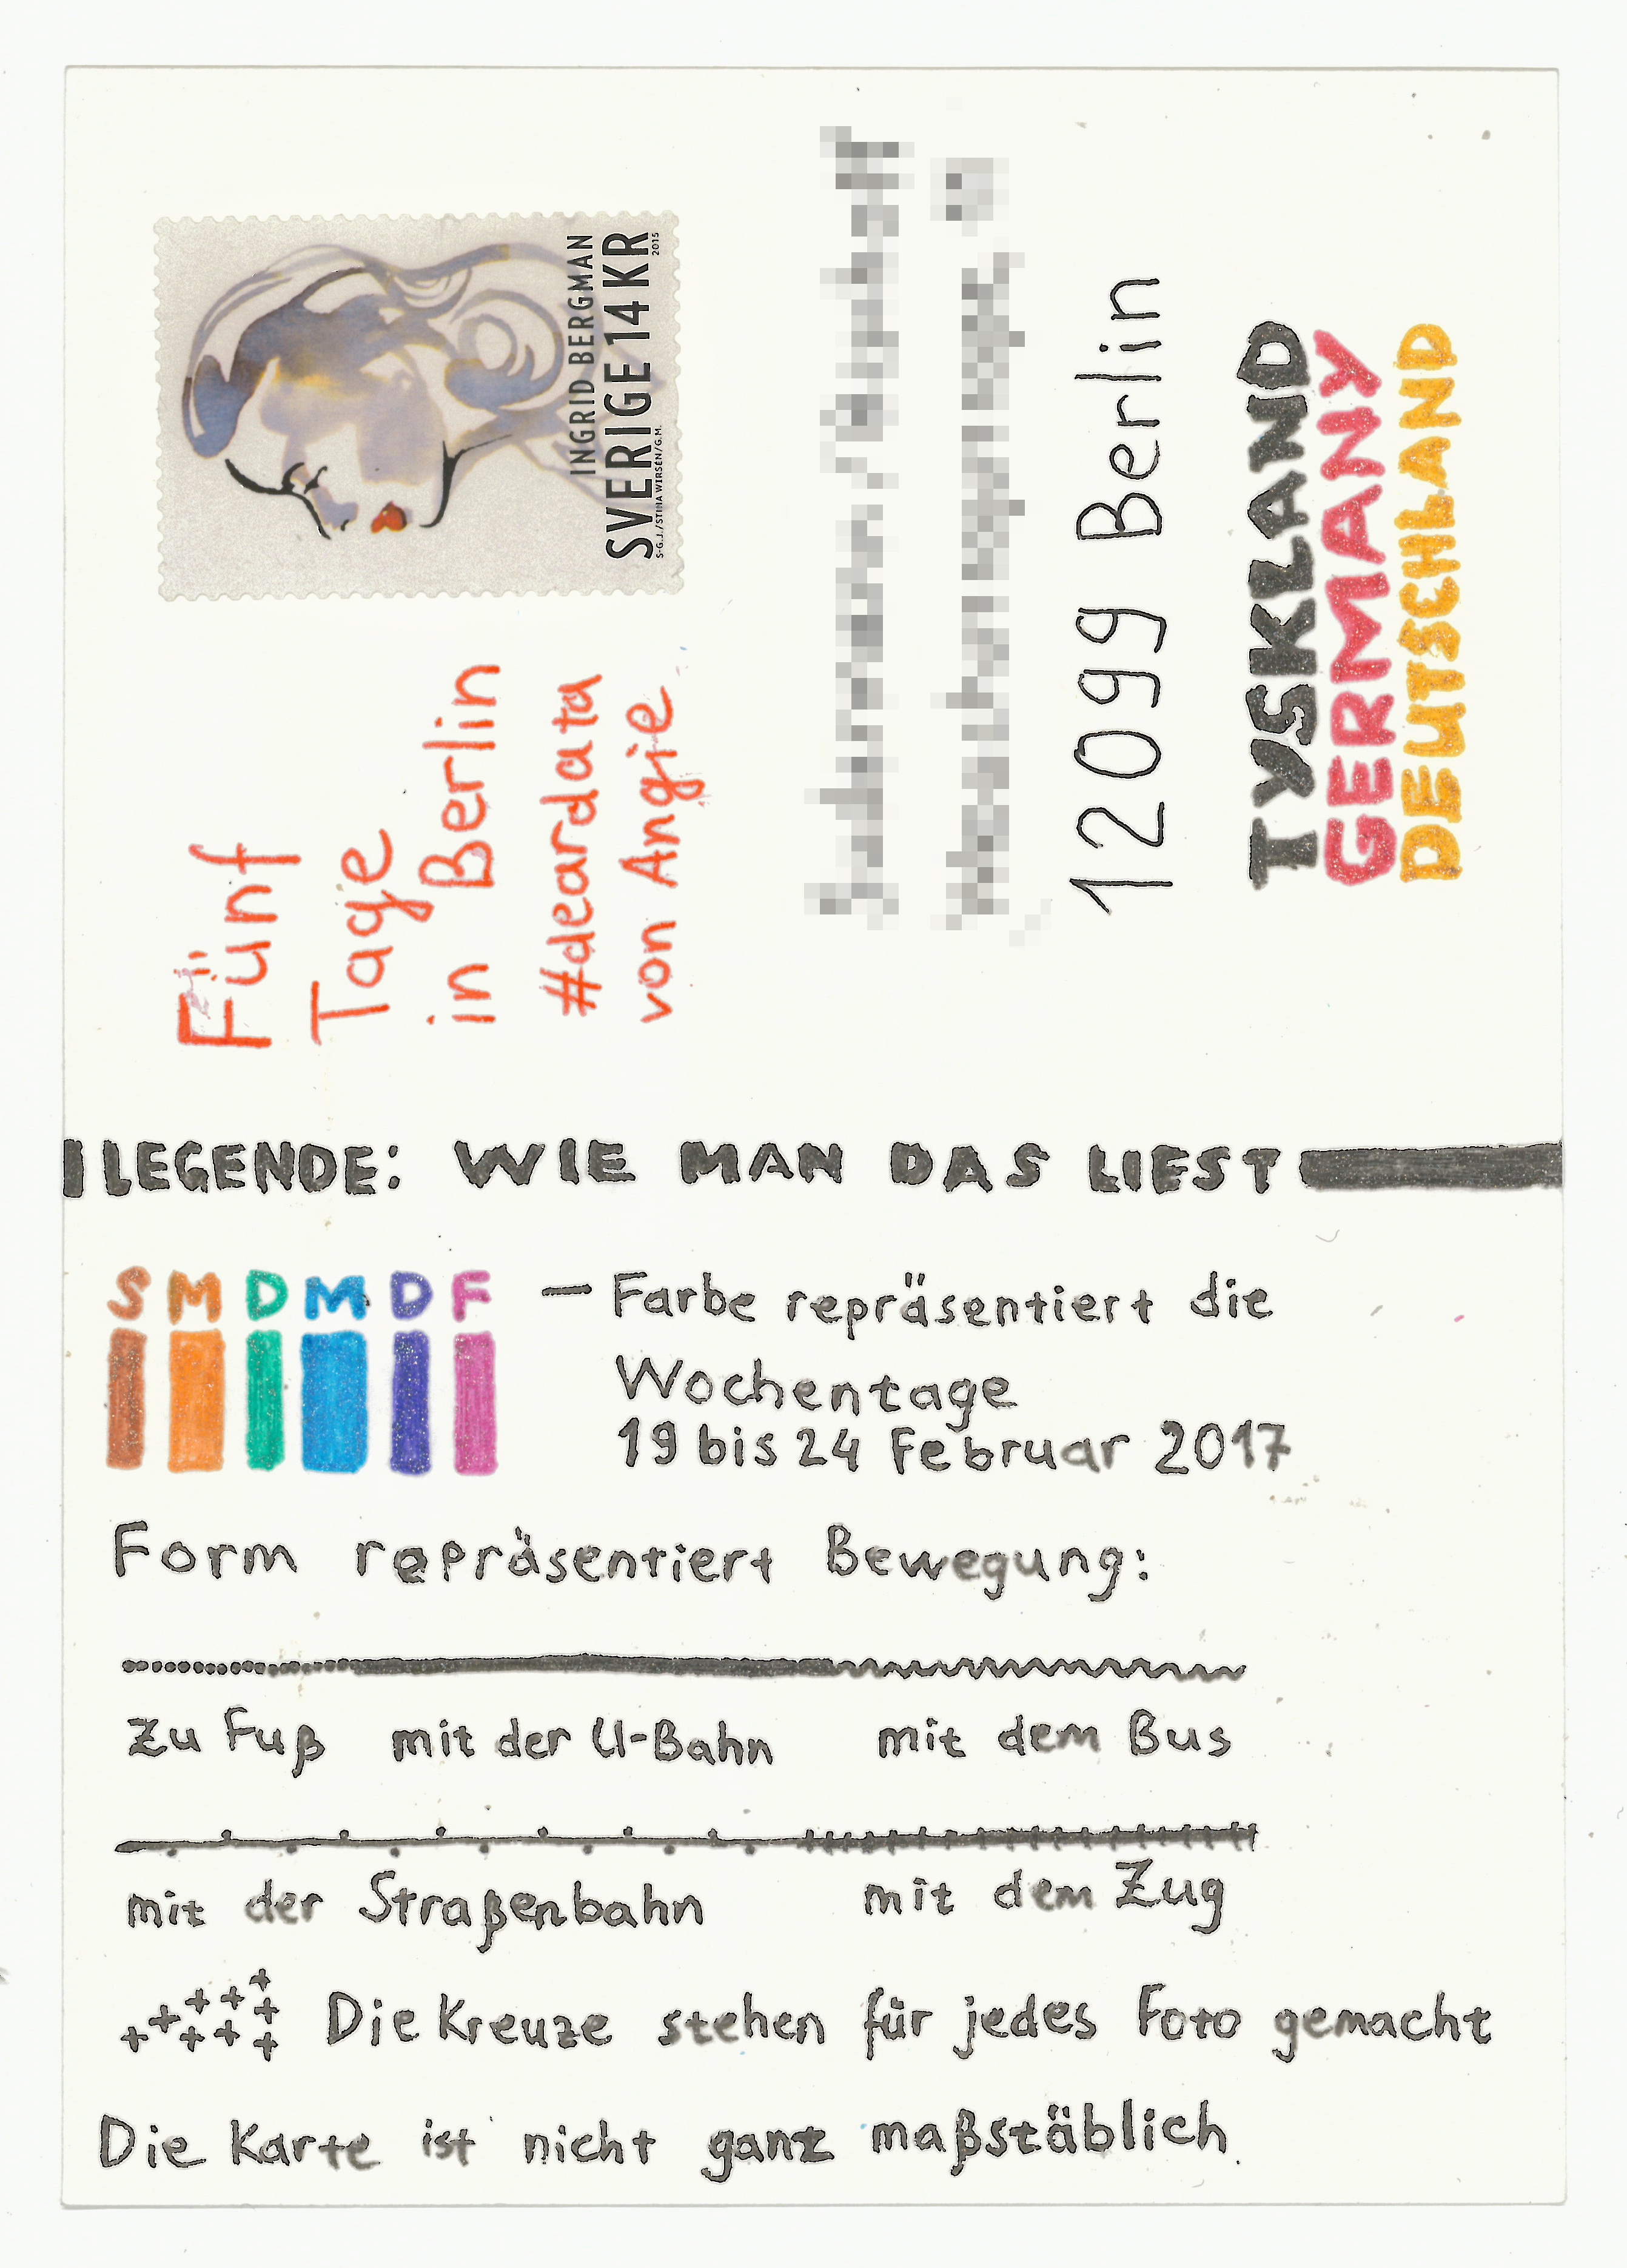 INGRID BERGMAN
SVERIGE 14 KR
2015
S-G.J./STINA WIRSÉN/G.M.
Fünf
Tage
in Berlin
#deardata
von Angie
12099 Berlin
TYSKLAND
GERMANY
DEUTSCHLAND
LEGENDE: WIE MAN DAS LIEST
S M D M D F
— Farbe repräsentiert die
Wochentage
19 bis 24 Februar 2017
Form repräsentiert Bewegung:
Zu Fuß mit der U-Bahn mit dem Bus
mit der Straßenbahn mit dem Zug
Die Kreuze stehen für jedes Foto gemacht
Die Karte ist nicht ganz maßstäblich.